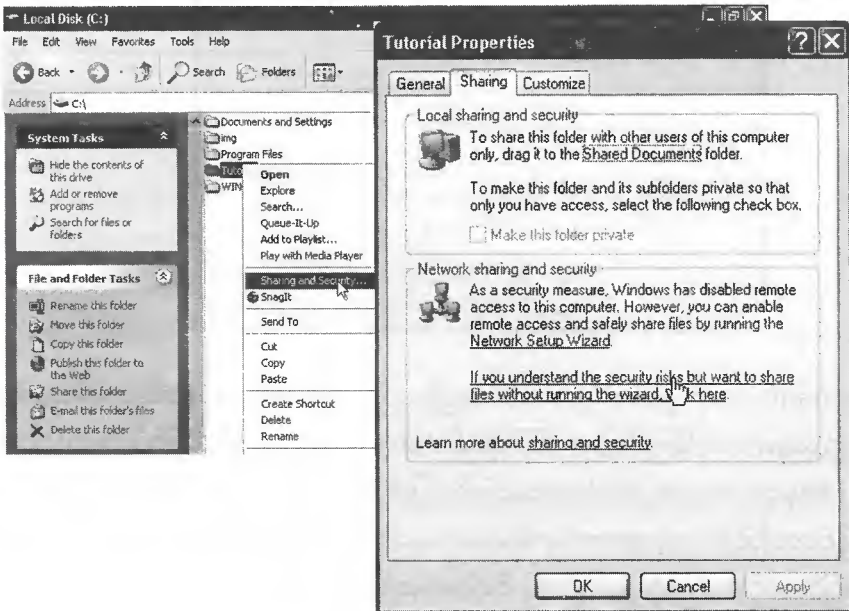 Local Disk (C:)
File Edit View Favorites Tools Help
Back Search Folders
Address C:\
System Tasks
Hide the contents of
this drive
Add or remove
programs
Search for files or
folders
File and Folder Tasks
Rename this folder
Move this folder
Copy this folder
Publish this folder to
the Web
Share this folder
E-mail this folder's files
Delete this folder
Documents and Settings
img
Program Files
Tuto
WIN
Open
Explore
Search...
Queue-It-Up
Add to Playlist...
Play with Media Player
Sharing and Security...
SnagIt
Send To
Cut
Copy
Paste
Create Shortcut
Delete
Rename
Tutorial Properties
General Sharing Customize
Local sharing and security
To share this folder with other users of this computer
only, drag it to the Shared Documents folder.
To make this folder and its subfolders private so that
only you have access, select the following check box.
Make this folder private
Network sharing and security
As a security measure, Windows has disabled remote
access to this computer. However, you can enable
remote access and safely share files by running the
Network Setup Wizard.
If you understand the security risks but want to share
files without running the wizard, here.
Learn more about sharing and security.
OK Cancel Apply